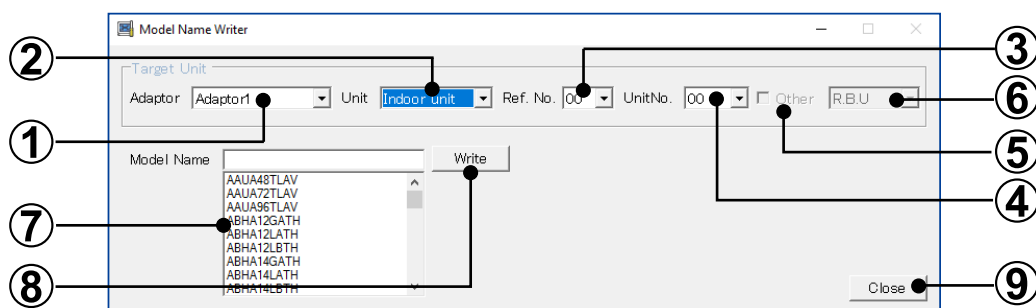 Model Name Writer
② ③
Target Unit
Adaptor Adaptor1 Unit Indoor unit Ref. No. 00 UnitNo. 00 Other R.B.U
⑥
①
⑤
Model Name Write
AAUA48TLAV
AAUA72TLAV
④
AAUA96TLAV
⑦ ABHA12GATH
ABHA12LATH
ABHA12LBTH
ABHA14GATH
ABHA14LATH
⑧ ABHA14LBTH Close ⑨